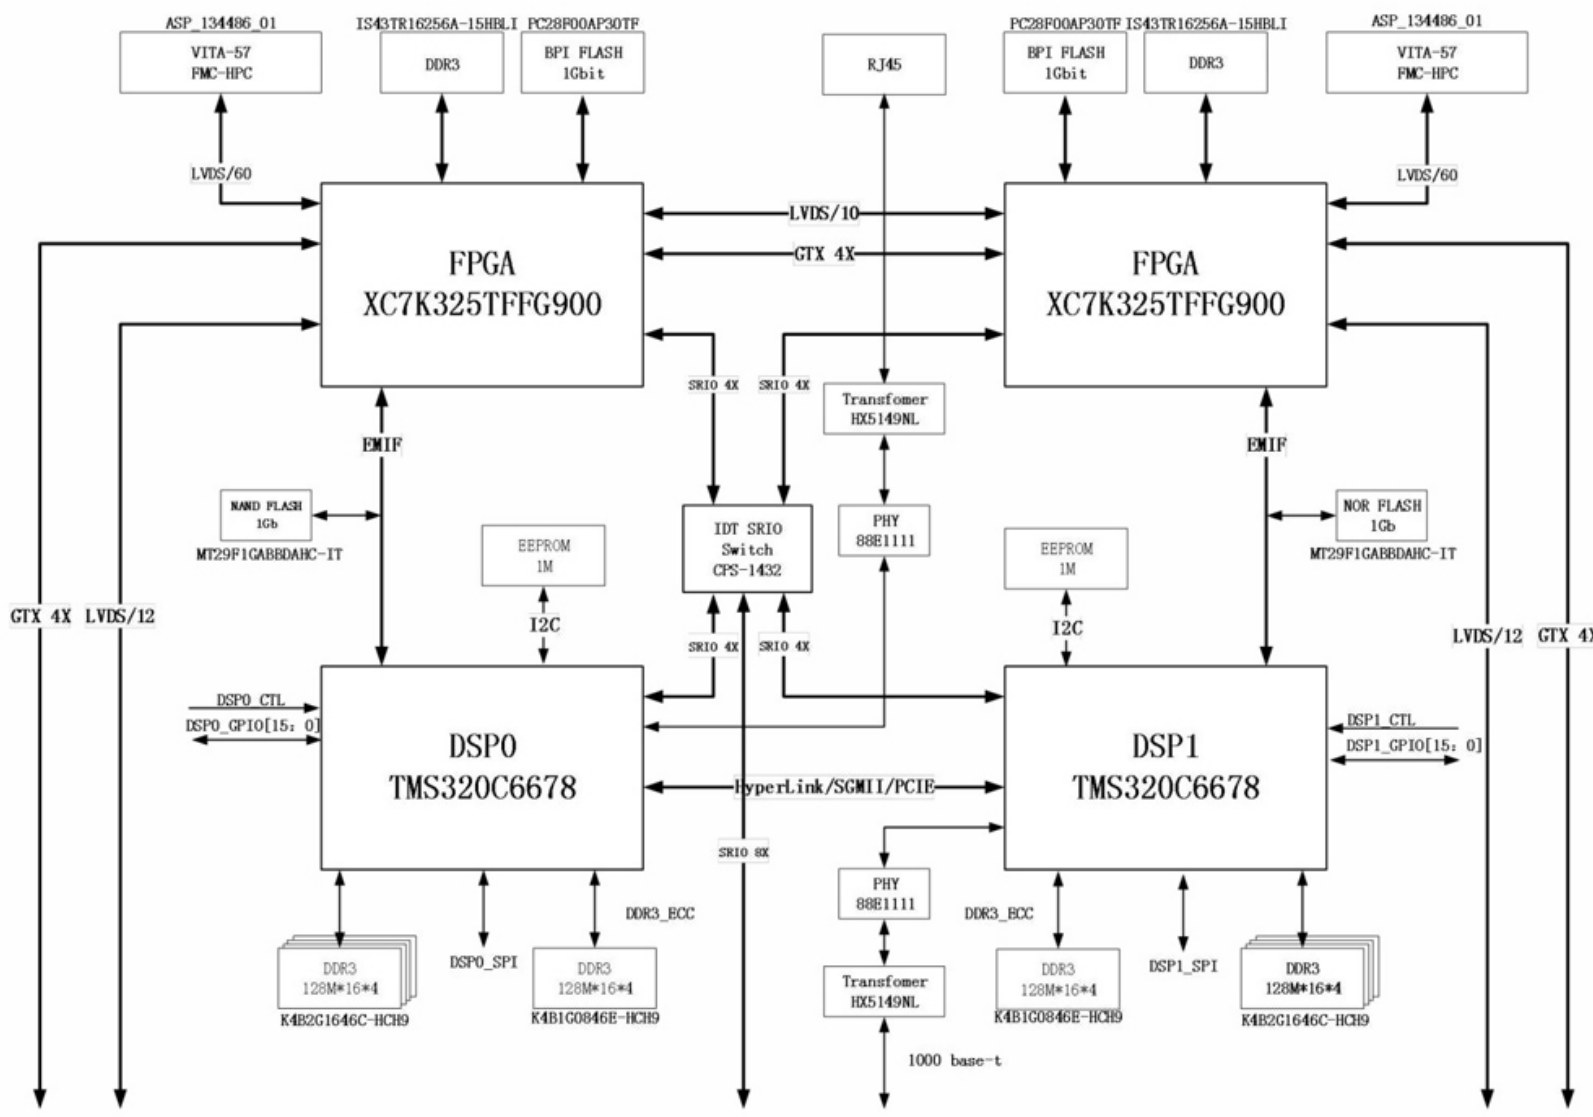 ASP_134486_01
IS43TR16256A-15HBLI
PC28F00AP30TF
PC28F00AP30TF
IS43TR16256A-15HBLI
ASP_134486_01
VITA-57
FMC-HPC
DDR3
BPI FLASH
1Gbit
RJ45
BPI FLASH
1Gbit
DDR3
VITA-57
FMC-HPC
LVDS/60
LVDS/60
LVDS/10
GTX 4X
FPGA
XC7K325TFFG900
FPGA
XC7K325TFFG900
SRIO 4X
SRIO 4X
Transfomer
HX5149NL
EMIF
EMIF
NAND FLASH
1Gb
MT29F1GABBDAHC-IT
EEPROM
1M
IDT SRIO
Switch
CPS-1432
PHY
88E1111
EEPROM
1M
NOR FLASH
1Gb
MT29F1GABBDAHC-IT
GTX 4X
LVDS/12
I2C
SRIO 4X
SRIO 4X
I2C
LVDS/12
GTX 4X
DSP0_CTL
DSP0_GPIO[15: 0]
DSP0
TMS320C6678
HyperLink/SGMII/PCIE
DSP1
TMS320C6678
DSP1_CTL
DSP1_GPIO[15: 0]
SRIO 8X
PHY
88E1111
DDR3_ECC
DDR3_ECC
DDR3
128M*16*4
K4B2G1646C-HCH9
DSP0_SPI
DDR3
128M*16*4
K4B1G0846E-HCH9
Transfomer
HX5149NL
DDR3
128M*16*4
K4B1G0846E-HCH9
DSP1_SPI
DDR3
128M*16*4
K4B2G1646C-HCH9
1000 base-t